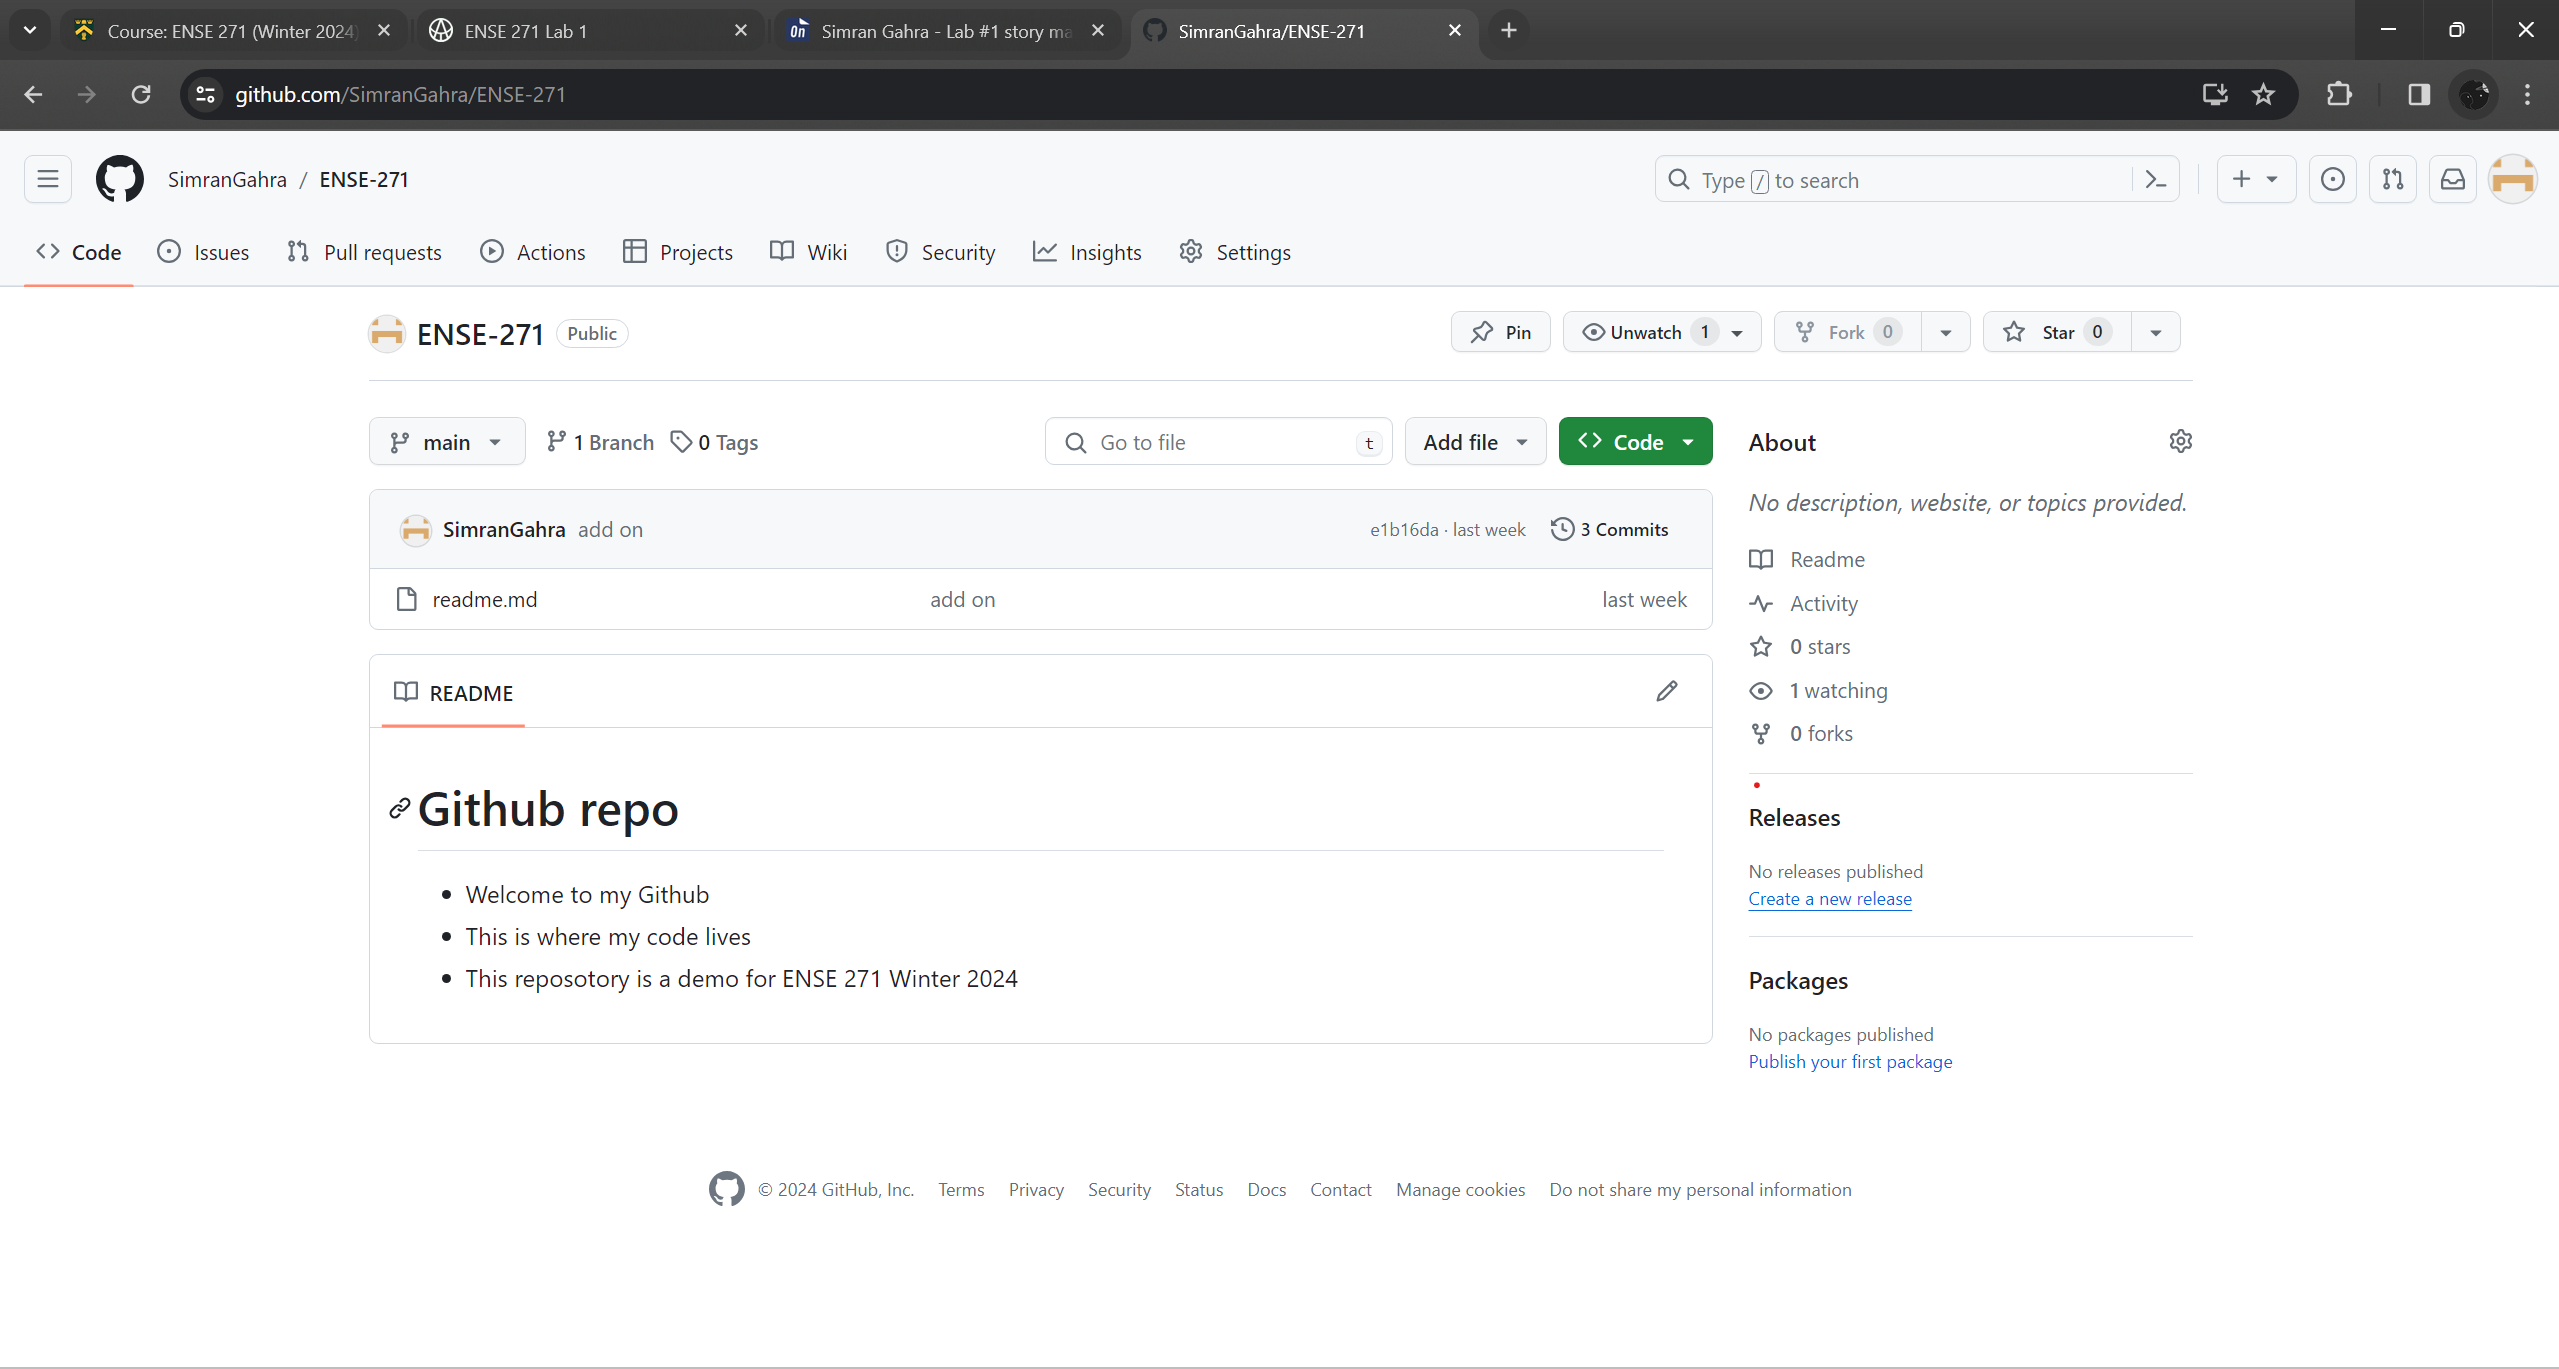 Course: ENSE 271 (Winter 2024)
ENSE 271 Lab 1
Simran Gahra - Lab #1 story ma
SimranGahra/ENSE-271
github.com/SimranGahra/ENSE-271
SimranGahra / ENSE-271
Type / to search
Code Issues Pull requests Actions Projects Wiki Security Insights Settings
ENSE-271 Public
Pin Unwatch 1 Fork 0 Star 0
main 1 Branch 0 Tags
Go to file t Add file Code
SimranGahra add on e1b16da · last week 3 Commits
readme.md add on last week
README
Github repo
• Welcome to my Github
• This is where my code lives
• This reposotory is a demo for ENSE 271 Winter 2024
About
No description, website, or topics provided.
Readme
Activity
0 stars
1 watching
0 forks
Releases
No releases published
Create a new release
Packages
No packages published
Publish your first package
© 2024 GitHub, Inc. Terms Privacy Security Status Docs Contact Manage cookies Do not share my personal information